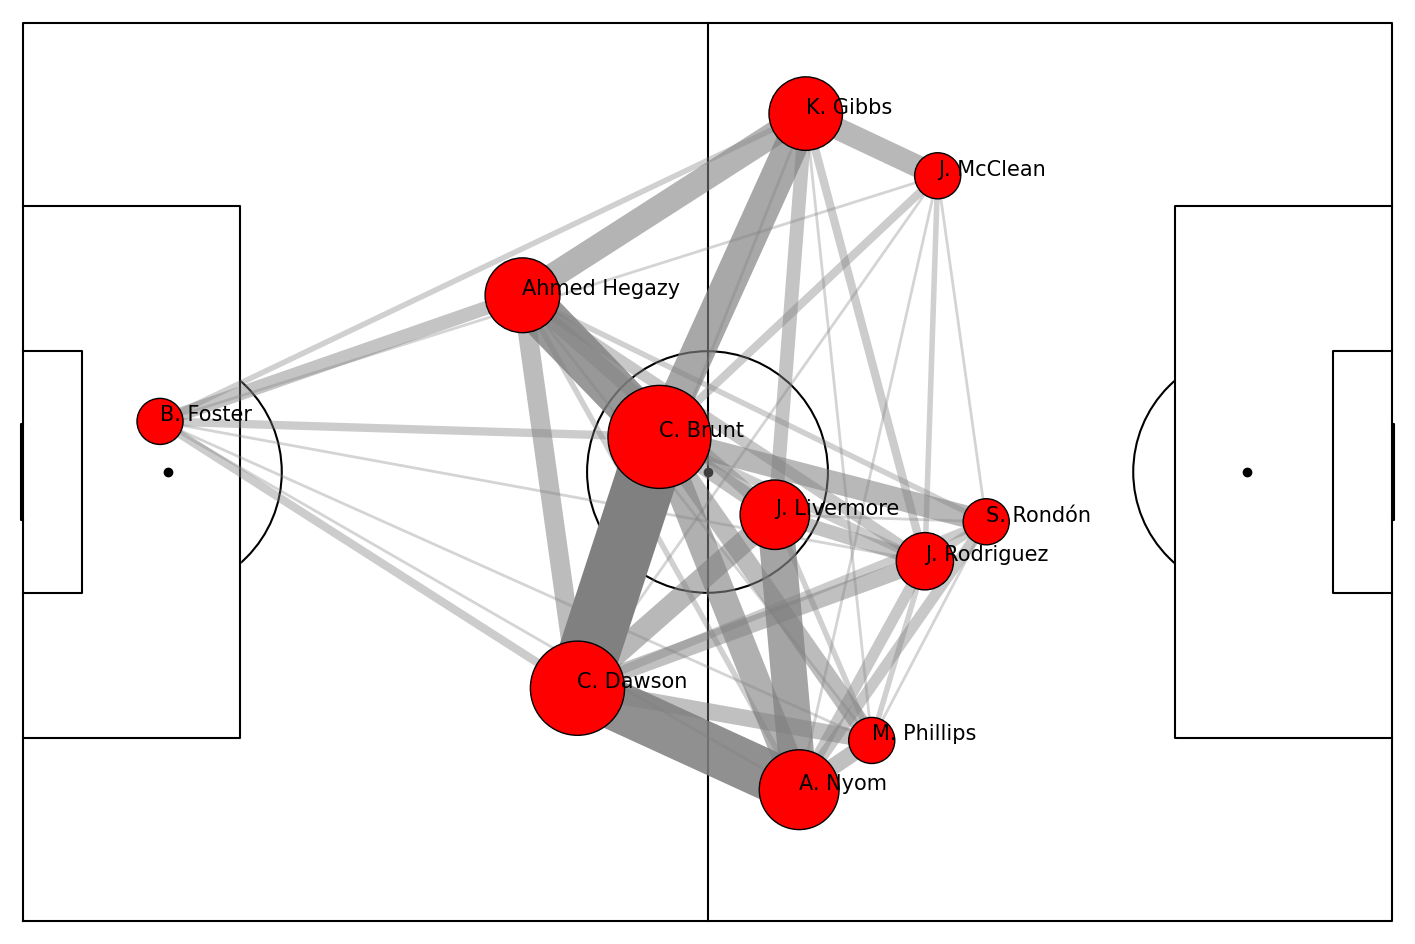 K. Gibbs
J. McClean
Ahmed Hegazy
B. Foster
C. Brunt
J. Livermore
S. Rondón
J. Rodriguez
C. Dawson
M. Phillips
A. Nyom